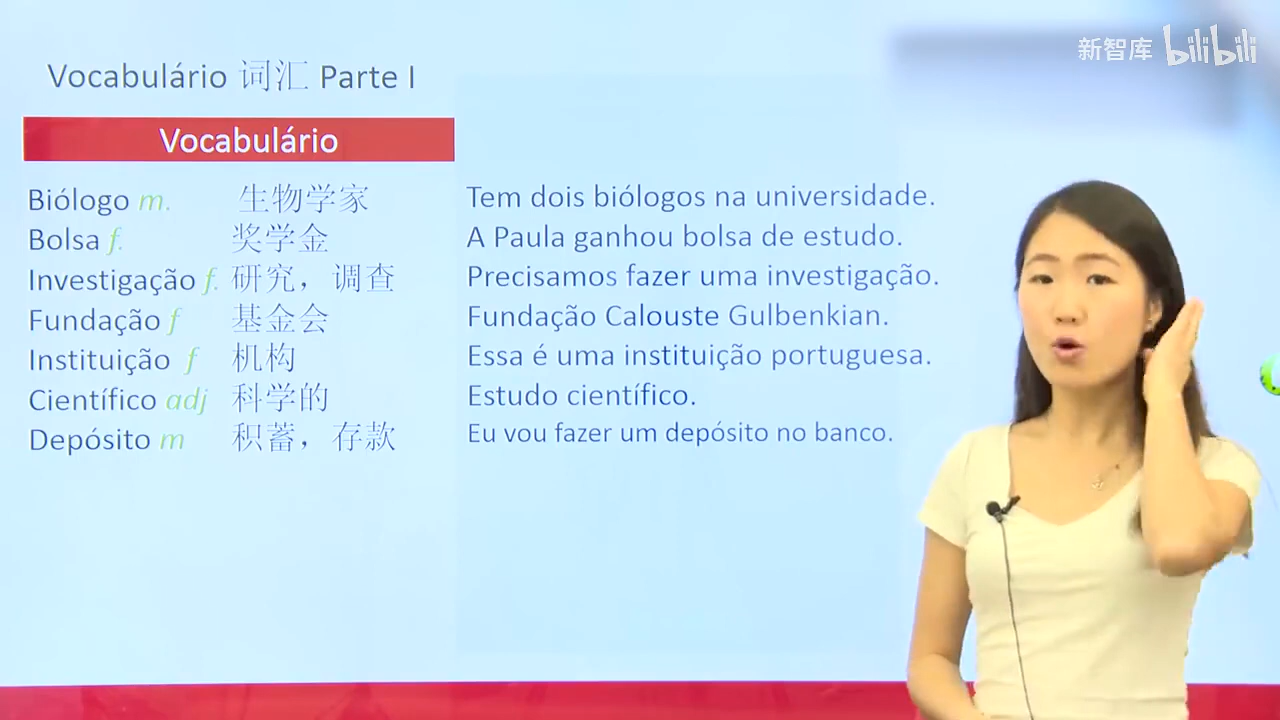 新智库 bilibili
Vocabulário 词汇 Parte I
Vocabulário
Biólogo m. 生物学家 Tem dois biólogos na universidade.
Bolsa f. 奖学金 A Paula ganhou bolsa de estudo.
Investigação f. 研究，调查 Precisamos fazer uma investigação.
Fundação f 基金会 Fundação Calouste Gulbenkian.
Instituição f 机构 Essa é uma instituição portuguesa.
Científico adj 科学的 Estudo científico.
Depósito m 积蓄，存款 Eu vou fazer um depósito no banco.